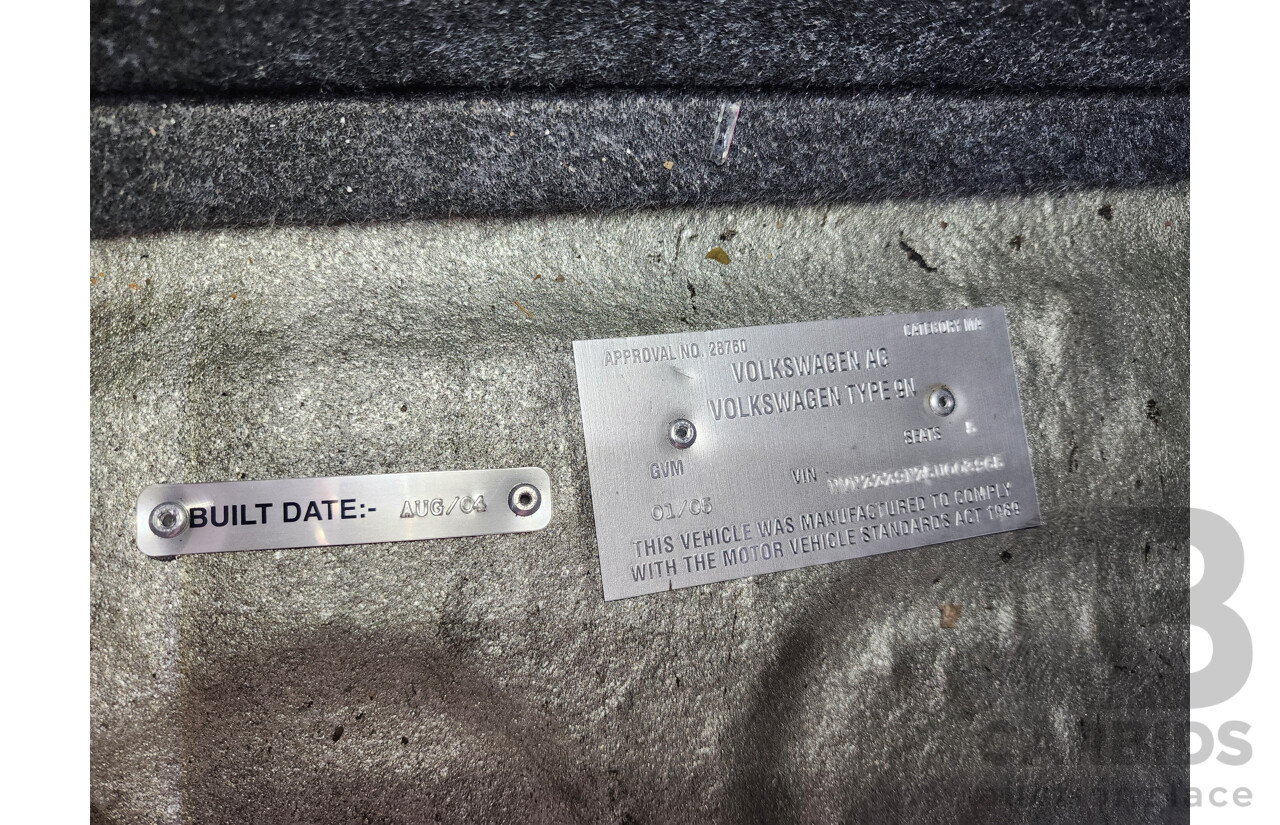 APPROVAL NO. 28760
CATEGORY MA
VOLKSWAGEN AG
VOLKSWAGEN TYPE 9N
SEATS 5
GVM
VIN
01/05
THIS VEHICLE WAS MANUFACTURED TO COMPLY
WITH THE MOTOR VEHICLE STANDARDS ACT 1989
BUILT DATE:- AUG/04